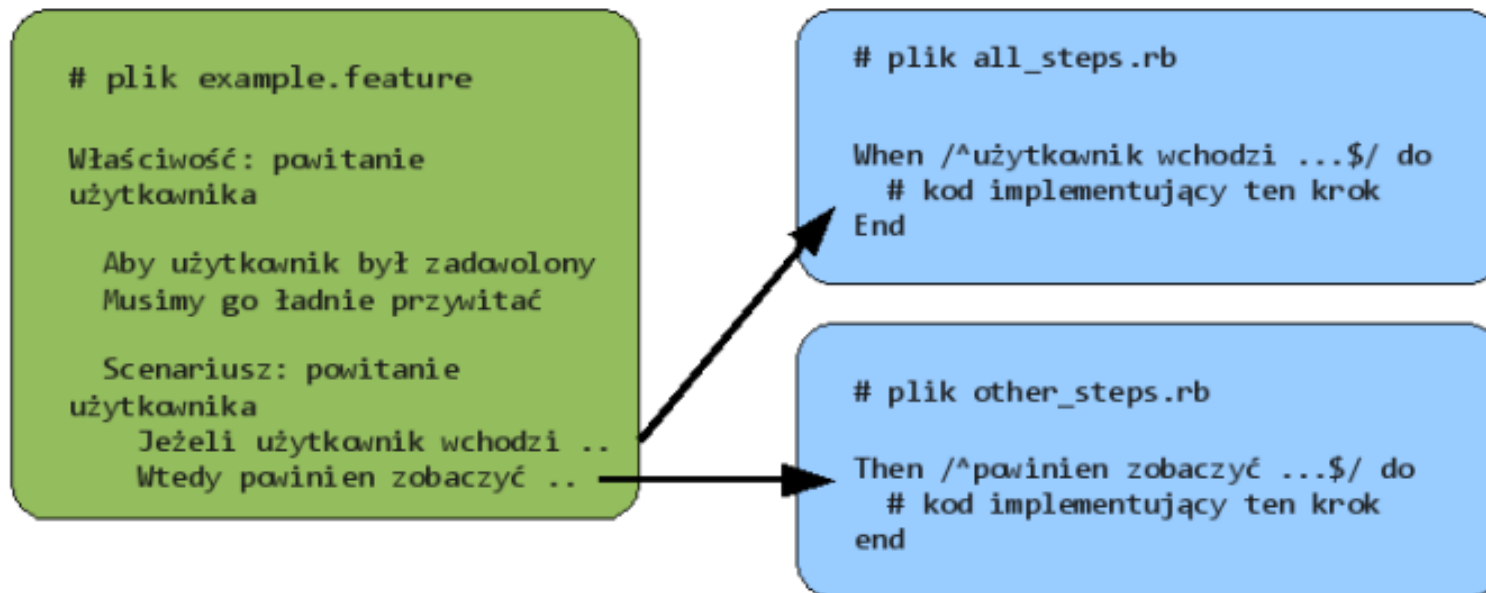 # plik example.feature
Właściwość: powitanie
użytkownika
Aby użytkownik był zadowolony
Musimy go ładnie przywitać
Scenariusz: powitanie
użytkownika
Jeżeli użytkownik wchodzi ..
Wtedy powinien zobaczyć ..
# plik all_steps.rb
When /^użytkownik wchodzi ...$/ do
# kod implementujący ten krok
End
# plik other_steps.rb
Then /^powinien zobaczyć ...$/ do
# kod implementujący ten krok
end